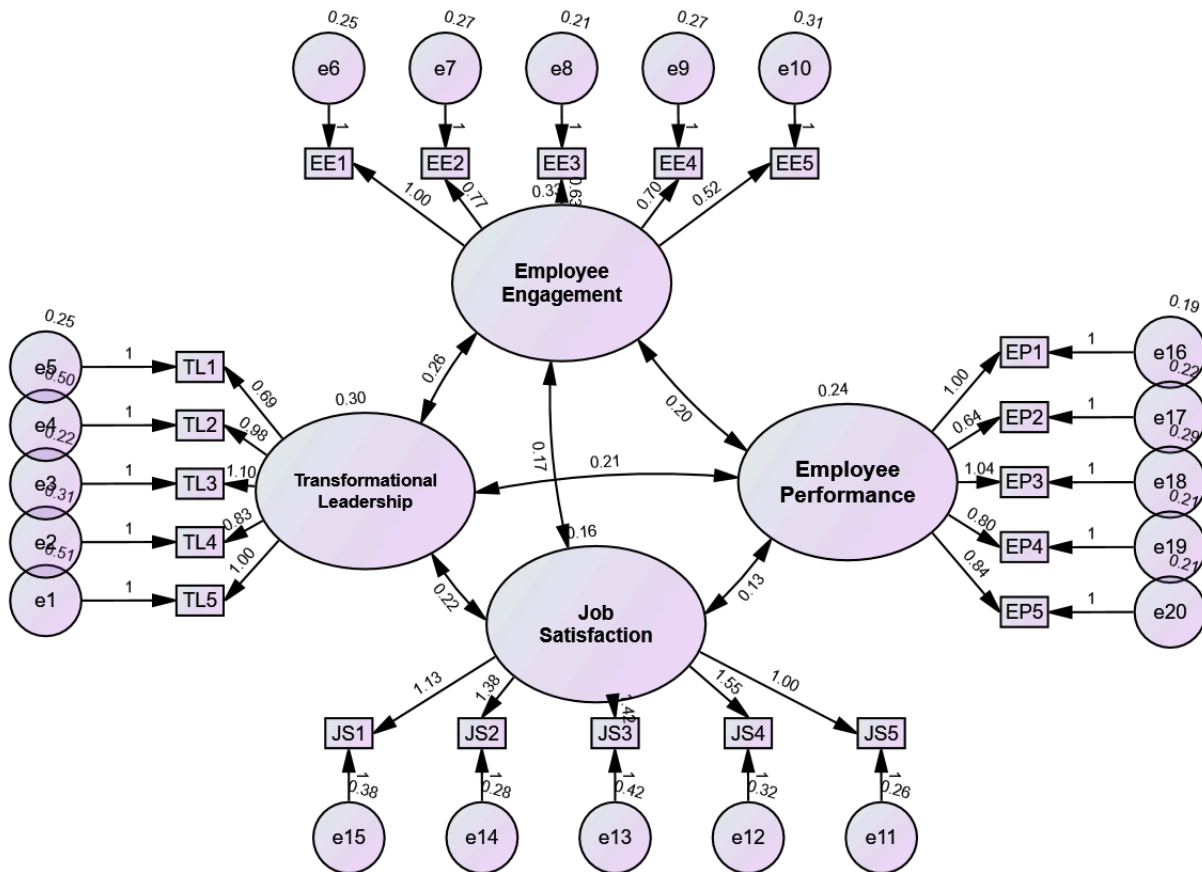 0.25 0.27 0.21 0.27 0.31
e6 e7 e8 e9 e10
1 1 1 1 1
EE1 EE2 EE3 EE4 EE5
1.00 0.77 0.33 0.63 0.70 0.52
Employee
Engagement
0.25
e5 1 TL1
0.50
e4 1 TL2
0.22
e3 1 TL3
0.31
e2 1 TL4
0.51
e1 1 TL5
0.69
0.98
1.10
0.83
1.00
0.30
Transformational
Leadership
0.26
0.17
0.20
0.21
0.22
0.13
0.24
Employee
Performance
1.00
0.64
1.04
0.80
0.84
0.19
EP1 1 e16
0.22
EP2 1 e17
0.29
EP3 1 e18
0.21
EP4 1 e19
0.21
EP5 1 e20
0.16
Job
Satisfaction
1.13 1.38 1.42 1.55 1.00
JS1 JS2 JS3 JS4 JS5
1 1 1 1 1
0.38 0.28 0.42 0.32 0.26
e15 e14 e13 e12 e11